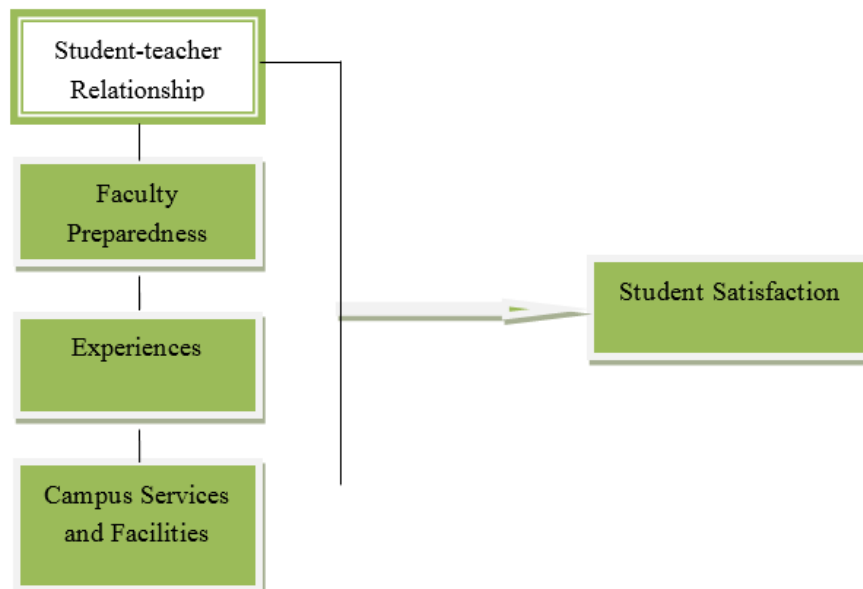 Student-teacher
Relationship
Faculty
Preparedness
Experiences
Campus Services
and Facilities
Student Satisfaction